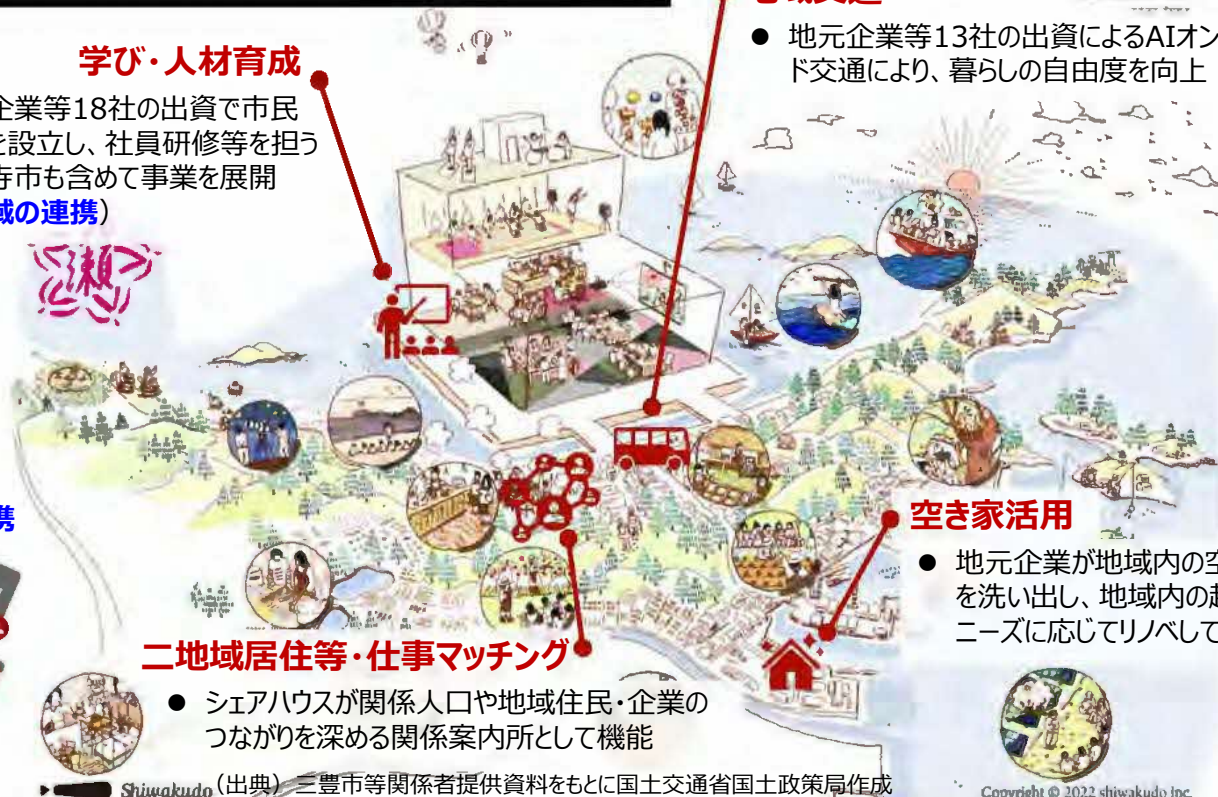 学び・人材育成
企業等18社の出資で市民
を設立し、社員研修等を担う
寺市も含めて事業を展開
域の連携）
瀬
携
地域交通
● 地元企業等13社の出資によるAIオン
ド交通により、暮らしの自由度を向上
空き家活用
● 地元企業が地域内の空
を洗い出し、地域内の起
ニーズに応じてリノベして
二地域居住等・仕事マッチング
● シェアハウスが関係人口や地域住民・企業の
つながりを深める関係案内所として機能
Shiwakudo
（出典）三豊市等関係者提供資料をもとに国土交通省国土政策局作成
Copyright © 2022 shiwakudo inc.